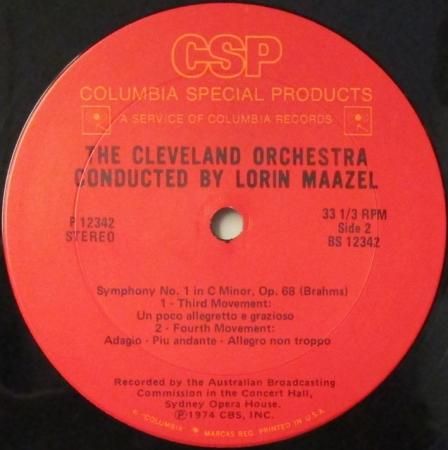 CSP
COLUMBIA SPECIAL PRODUCTS
A SERVICE OF COLUMBIA RECORDS
THE CLEVELAND ORCHESTRA
CONDUCTED BY LORIN MAAZEL
P 12342
STEREO
33 1/3 RPM
Side 2
BS 12342
Symphony No. 1 in C Minor, Op. 68 (Brahms)
1 - Third Movement:
Un poco allegretto e grazioso
2 - Fourth Movement:
Adagio - Piu andante - Allegro non troppo
Recorded by the Australian Broadcasting
Commission in the Concert Hall,
Sydney Opera House.
Ⓟ1974 CBS, INC.
"COLUMBIA" MARCAS REG. PRINTED IN U.S.A.